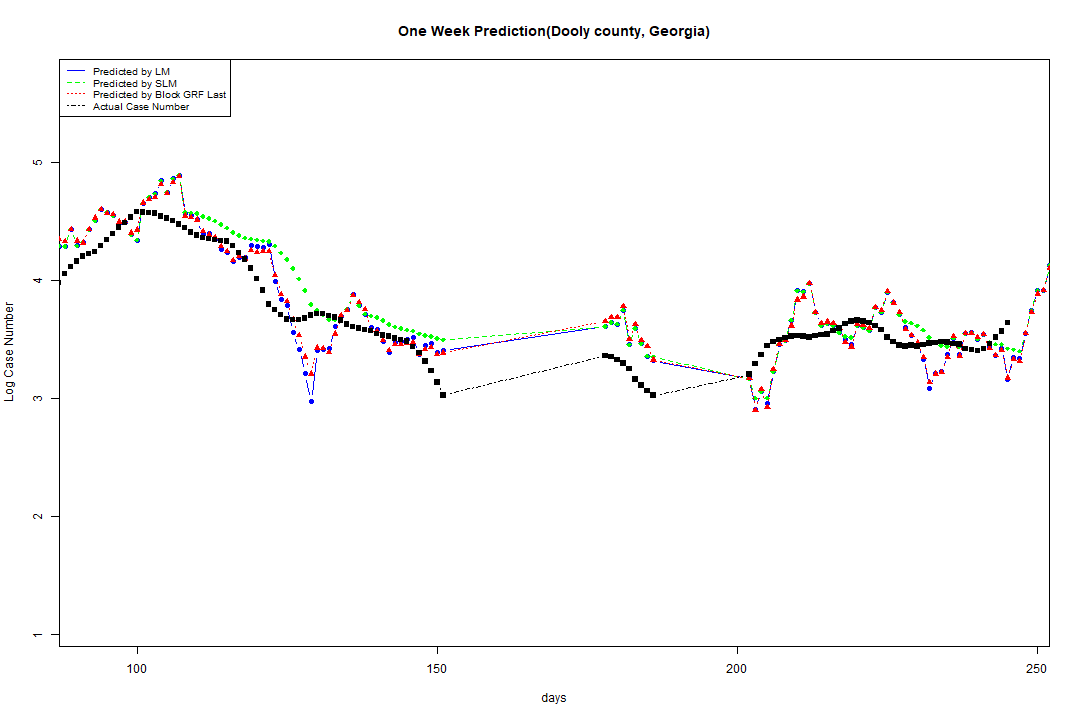 One Week Prediction(Dooly county, Georgia)
Predicted by LM
Predicted by SLM
Predicted by Block GRF Last
Actual Case Number
5
4
3
2
1
Log Case Number
100 150 200 250
days